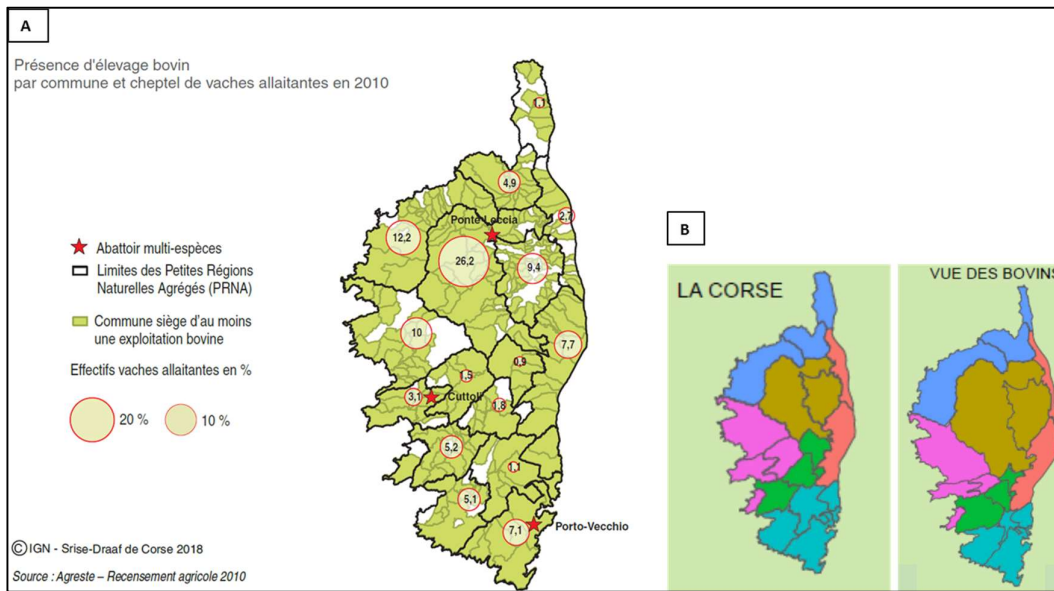 A
Présence d'élevage bovin
par commune et cheptel de vaches allaitantes en 2010
1,1
4,9
Ponte-Leccia
2,7
12,2
26,2
9,4
Abattoir multi-espèces
Limites des Petites Régions
Naturelles Agrégés (PRNA)
10
7,7
Commune siège d'au moins
une exploitation bovine
0,9
1,5
Effectifs vaches allaitantes en %
3,1
Cuttoli
1,8
20 %
10 %
5,2
1,1
5,1
7,1
Porto-Vecchio
© IGN - Srise-Draaf de Corse 2018
Source : Agreste – Recensement agricole 2010
B
LA CORSE
VUE DES BOVINS